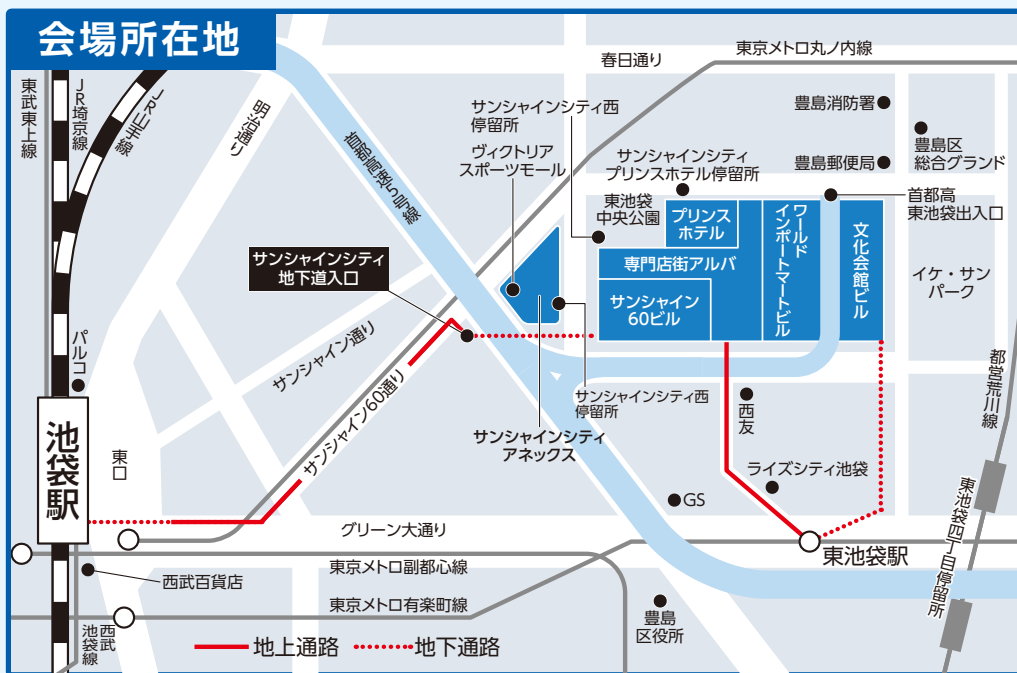 会場所在地
春日通り
東京メトロ丸ノ内線
東武東上線
JR埼京線
JR山手線
明治通り
首都高速5号線
サンシャインシティ西
停留所
ヴィクトリア
スポーツモール
サンシャインシティ
プリンスホテル停留所
豊島消防署
豊島区
総合グランド
豊島郵便局
首都高
東池袋出入口
東池袋
中央公園
プリンス
ホテル
ワールド
インポートマートビル
文化会館ビル
専門店街アルバ
サンシャイン
60ビル
イケ・サン
パーク
サンシャインシティ
地下道入口
サンシャイン通り
サンシャイン60通り
パルコ
サンシャインシティ西
停留所
サンシャインシティ
アネックス
西友
都営荒川線
池袋駅
東口
ライズシティ池袋
GS
グリーン大通り
東池袋駅
東池袋四丁目停留所
東京メトロ副都心線
西武百貨店
東京メトロ有楽町線
豊島
区役所
西武
池袋線
地上通路
地下通路